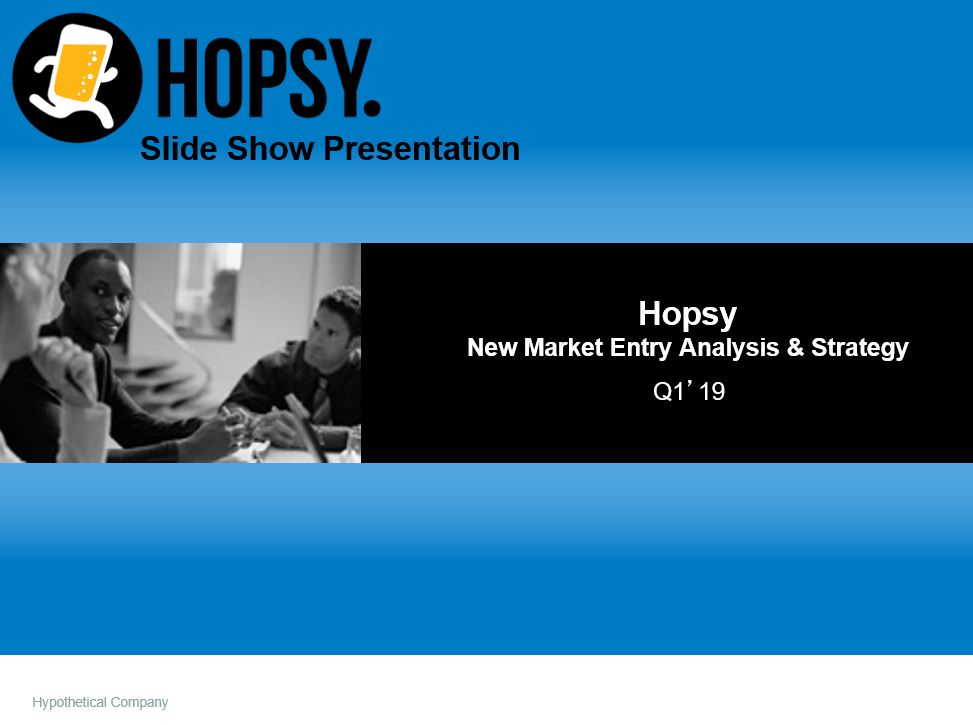 HOPSY.
Slide Show Presentation
Hopsy
New Market Entry Analysis & Strategy
Q1’ 19
Hypothetical Company